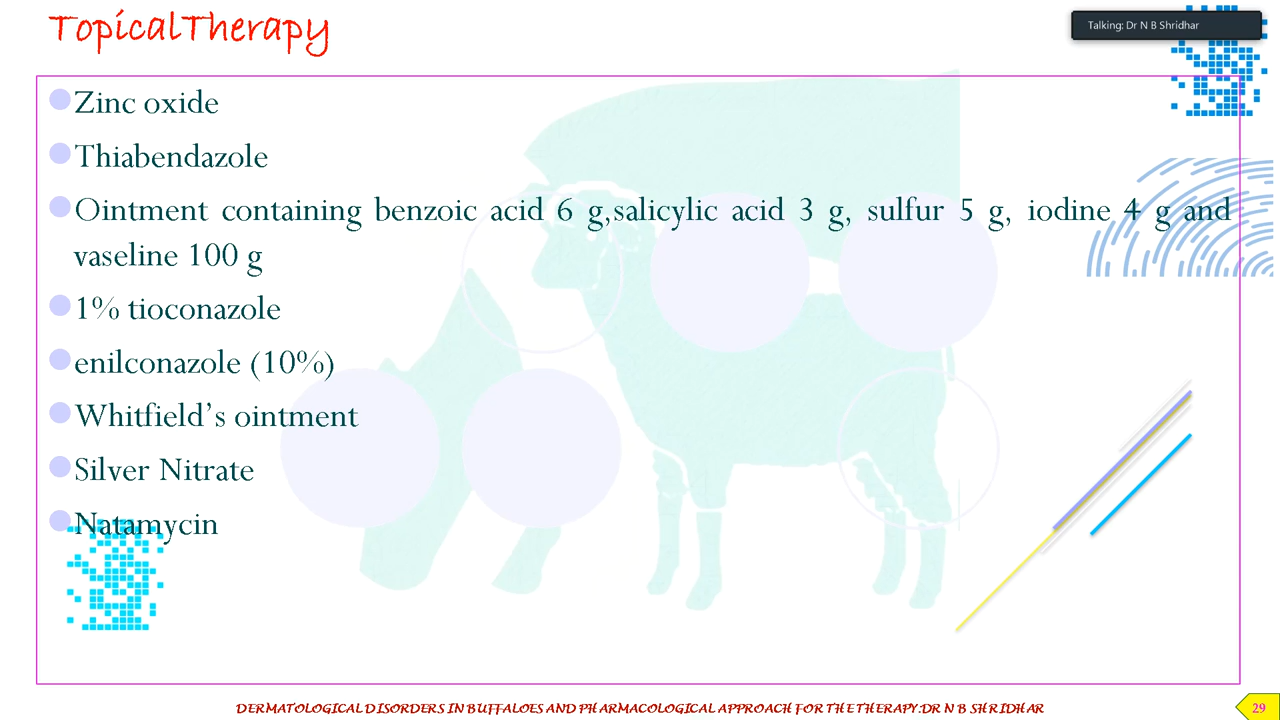 TopicalTherapy
Talking: Dr N B Shridhar
Zinc oxide
Thiabendazole
Ointment containing benzoic acid 6 g,salicylic acid 3 g, sulfur 5 g, iodine 4 g and
vaseline 100 g
1% tioconazole
enilconazole (10%)
Whitfield’s ointment
Silver Nitrate
Natamycin
DERMATOLOGICAL DISORDERS IN BUFFALOES AND PHARMACOLOGICAL APPROACH FOR THE THERAPY:DR N B SHRIDHAR
29